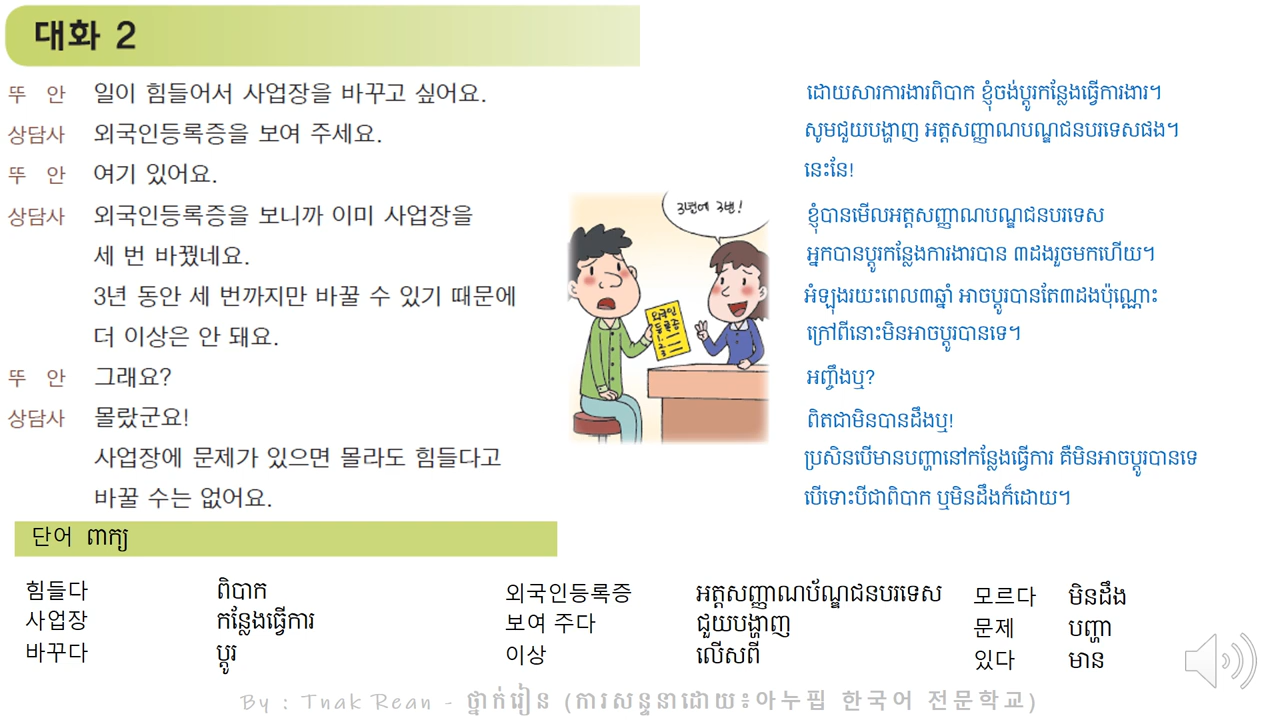 대화 2
뚜 안 일이 힘들어서 사업장을 바꾸고 싶어요.
상담사 외국인등록증을 보여 주세요.
뚜 안 여기 있어요.
상담사 외국인등록증을 보니까 이미 사업장을
세 번 바꿨네요.
3년 동안 세 번까지만 바꿀 수 있기 때문에
더 이상은 안 돼요.
뚜 안 그래요?
상담사 몰랐군요!
사업장에 문제가 있으면 몰라도 힘들다고
바꿀 수는 없어요.
3번에 3번!
외국인
등록증
1.
2.
3.
ដោយសារការងារពិបាក ខ្ញុំចង់ប្តូរកន្លែងធ្វើការងារ។
សូមជួយបង្ហាញ អត្តសញ្ញាណបណ្ឌជនបរទេសផង។
នេះនែ!
ខ្ញុំបានមើលអត្តសញ្ញាណបណ្ឌជនបរទេស
អ្នកបានប្តូរកន្លែងការងារបាន ៣ដងរួចមកហើយ។
អំឡុងរយះពេល៣ឆ្នាំ អាចប្តូរបានតែ៣ដងប៉ុណ្ណោះ
ក្រៅពីនោះមិនអាចប្តូរបានទេ។
អញ្ចឹងឬ?
ពិតជាមិនបានដឹងឬ!
ប្រសិនបើមានបញ្ហានៅកន្លែងធ្វើការ គឺមិនអាចប្តូរបានទេ
បើទោះបីជាពិបាក ឬមិនដឹងក៏ដោយ។
단어 ពាក្យ
힘들다 ពិបាក 외국인등록증 អត្តសញ្ញាណប័ណ្ឌជនបរទេស 모르다 មិនដឹង
사업장 កន្លែងធ្វើការ 보여 주다 ជួយបង្ហាញ 문제 បញ្ហា
바꾸다 ប្តូរ 이상 លើសពី 있다 មាន
By : Tnak Rean - ថ្នាក់រៀន (ការសន្ទនាដោយ៖아누핍 한국어 전문학교)